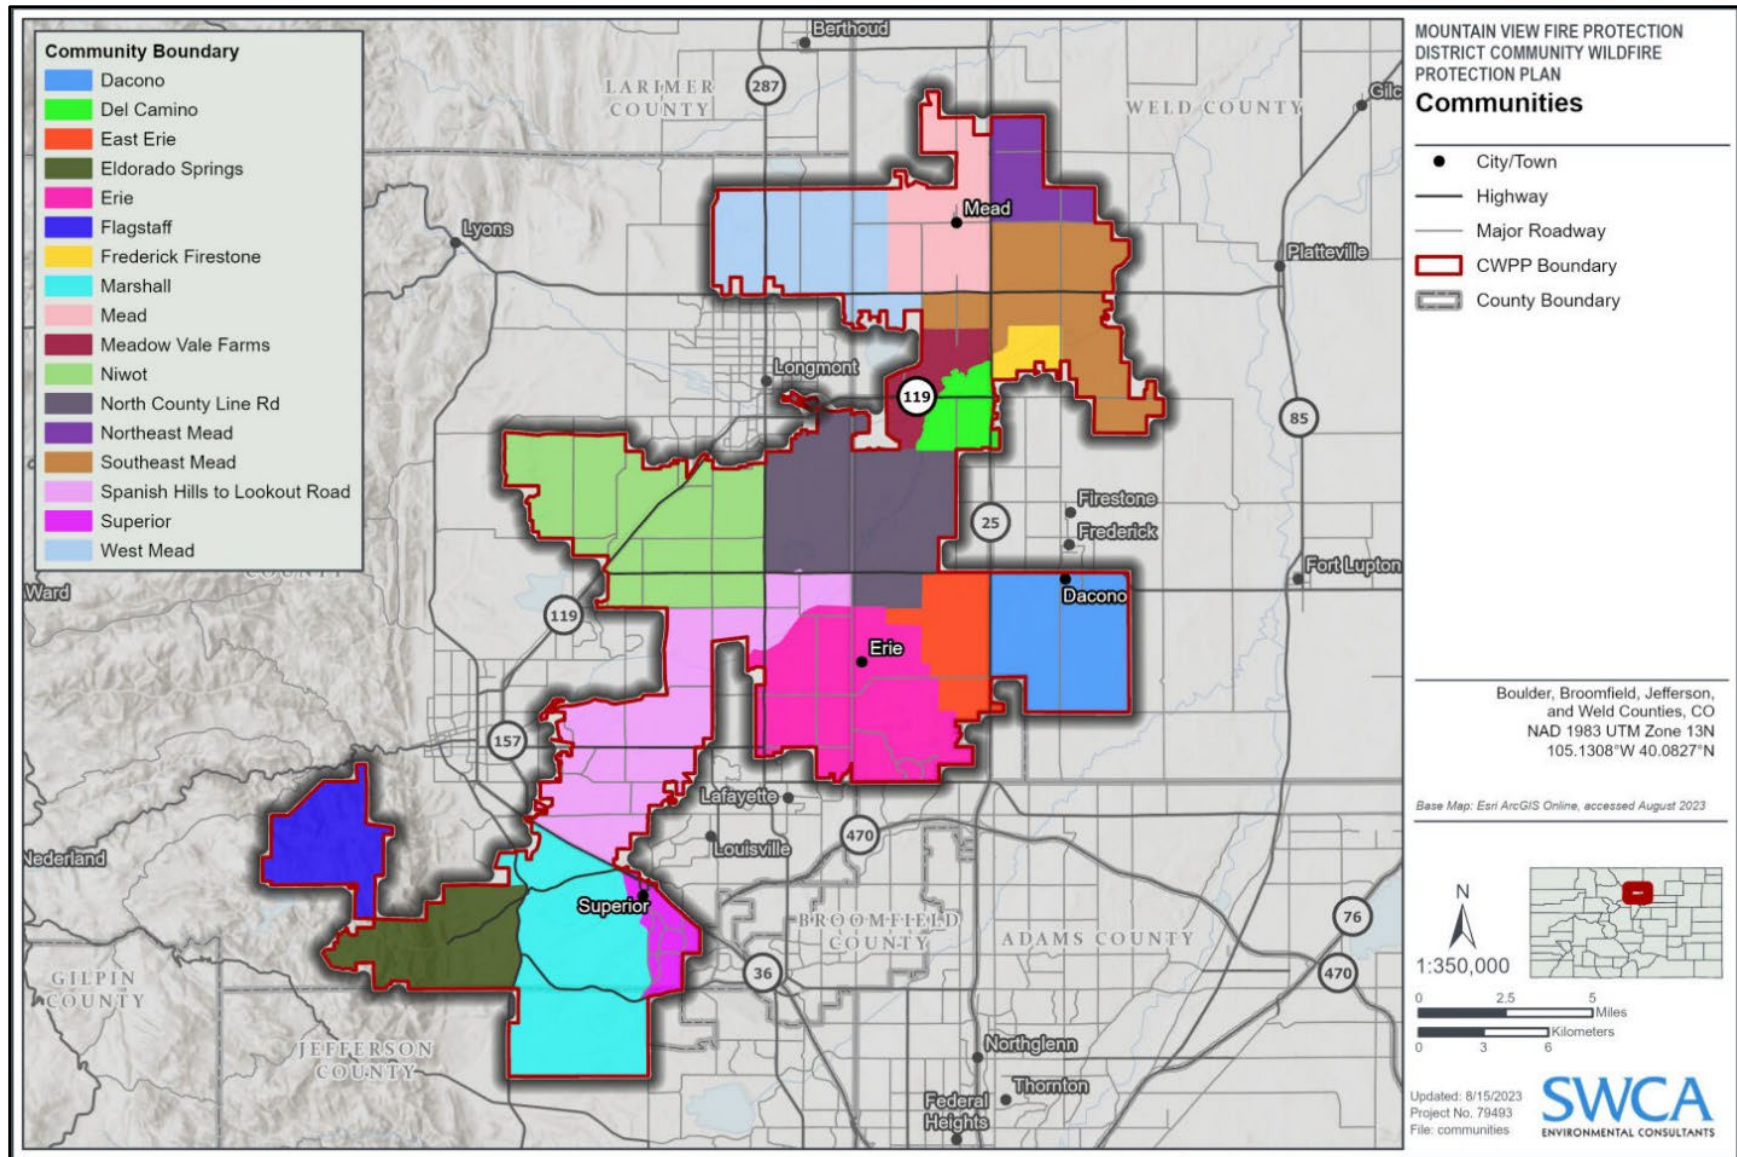 Community Boundary
Dacono
Del Camino
East Erie
Eldorado Springs
Erie
Flagstaff
Frederick Firestone
Marshall
Mead
Meadow Vale Farms
Niwot
North County Line Rd
Northeast Mead
Southeast Mead
Spanish Hills to Lookout Road
Superior
West Mead
Berthoud
LARIMER
COUNTY
287
WELD COUNTY
Gilc
Mead
Lyons
Platteville
Longmont
119
85
Firestone
25
Frederick
COUNTY
Ward
Fort Lupton
Dacono
119
Erie
157
Lafayette
Nederland
Louisville
470
Superior
BROOMFIELD
COUNTY
ADAMS COUNTY
76
GILPIN
COUNTY
36
470
JEFFERSON
COUNTY
Northglenn
Thornton
Federal
Heights
MOUNTAIN VIEW FIRE PROTECTION
DISTRICT COMMUNITY WILDFIRE
PROTECTION PLAN
Communities
City/Town
Highway
Major Roadway
CWPP Boundary
County Boundary
Boulder, Broomfield, Jefferson,
and Weld Counties, CO
NAD 1983 UTM Zone 13N
105.1308°W 40.0827°N
Base Map: Esri ArcGIS Online, accessed August 2023
N
1:350,000
0 2.5 5
Miles
Kilometers
0 3 6
Updated: 8/15/2023
Project No. 79493
File: communities
SWCA
ENVIRONMENTAL CONSULTANTS